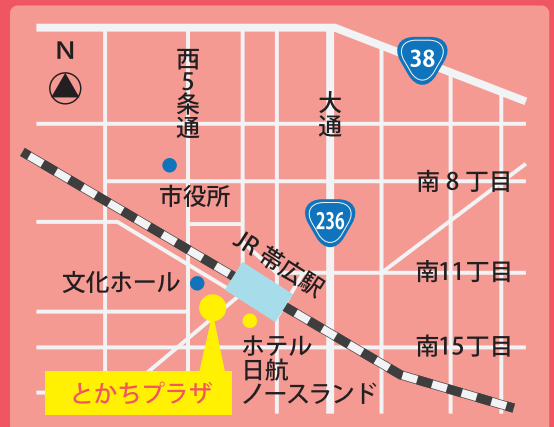 N
38
西5条通
大通
市役所
南8丁目
236
JR帯広駅
文化ホール
南11丁目
ホテル
日航
ノースランド
南15丁目
とかちプラザ